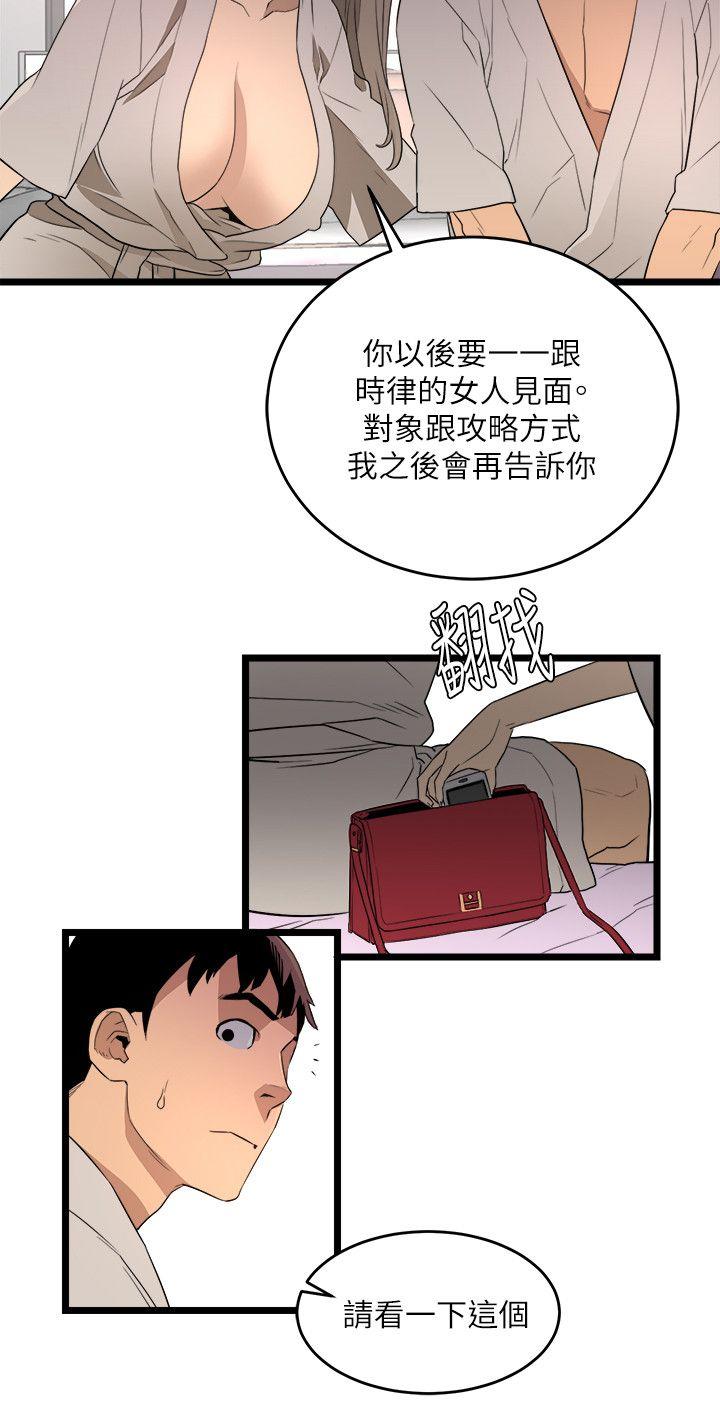 你以後要一一跟
時律的女人見面。
對象跟攻略方式
我之後會再告訴你
翻找
請看一下這個